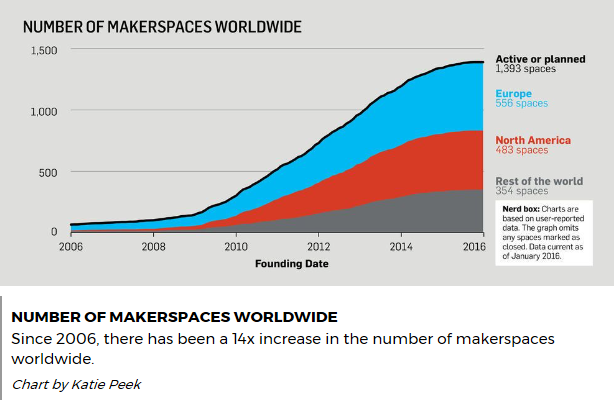 NUMBER OF MAKERSPACES WORLDWIDE
1,500
1,000
500
0
2006 2008 2010 2012 2014 2016
Founding Date
Active or planned
1,393 spaces
Europe
556 spaces
North America
483 spaces
Rest of the world
354 spaces
Nerd box: Charts are
based on user-reported
data. The graph omits
any spaces marked as
closed. Data current as
of January 2016.
NUMBER OF MAKERSPACES WORLDWIDE
Since 2006, there has been a 14x increase in the number of makerspaces
worldwide.
Chart by Katie Peek